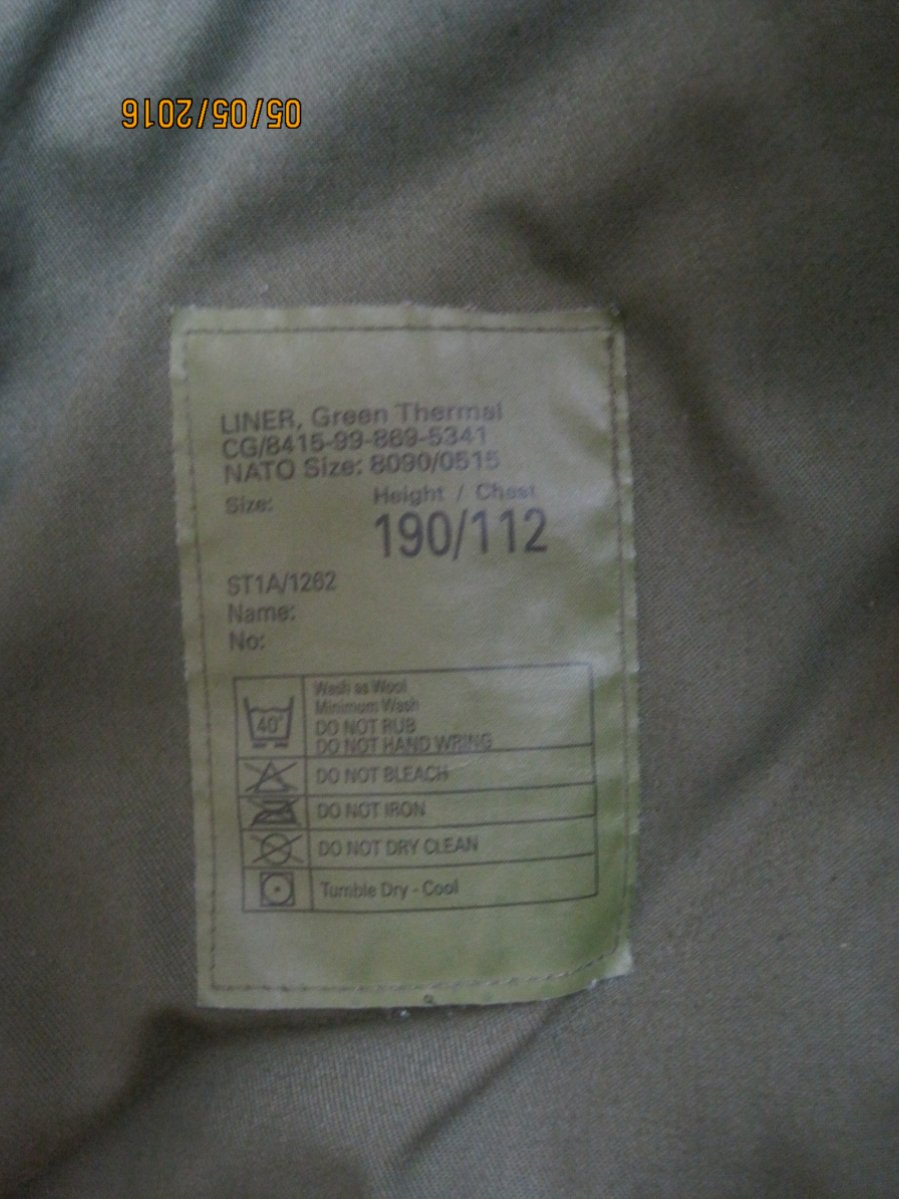 05/05/2016
LINER, Green Thermal
CG/8415-99-869-5341
NATO Size: 8090/0515
Size: Height / Chest
190/112
ST1A/1262
Name:
No:
40°
Wash as Wool
Minimum Wash
DO NOT RUB
DO NOT HAND WRING
DO NOT BLEACH
DO NOT IRON
DO NOT DRY CLEAN
Tumble Dry - Cool